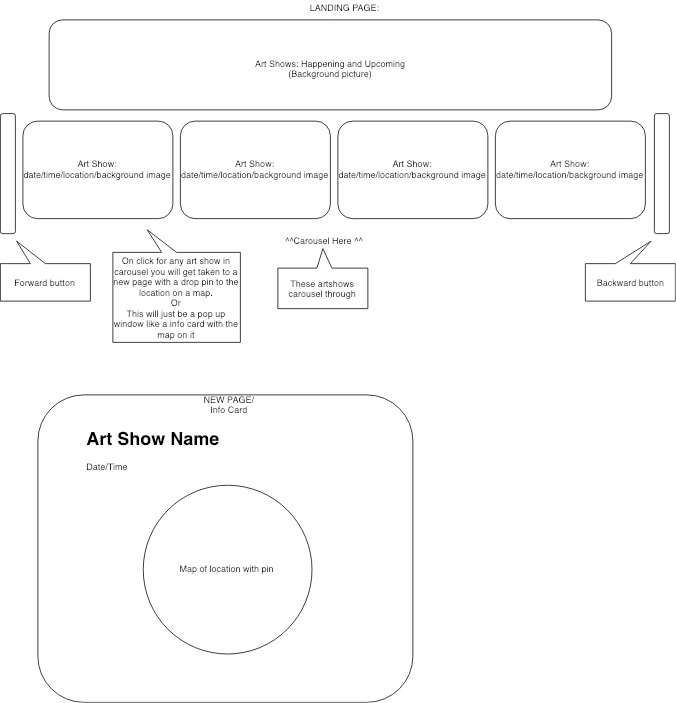 LANDING PAGE:
Art Shows: Happening and Upcoming
(Background picture)
Art Show:
date/time/location/background image
Art Show:
date/time/location/background image
Art Show:
date/time/location/background image
Art Show:
date/time/location/background image
^^Carousel Here ^^
Forward button
On click for any art show in
carousel you will get taken to a
new page with a drop pin to the
location on a map.
Or
This will just be a pop up
window like a info card with the
map on it
These artshows
carousel through
Backward button
NEW PAGE/
Info Card
Art Show Name
Date/Time
Map of location with pin